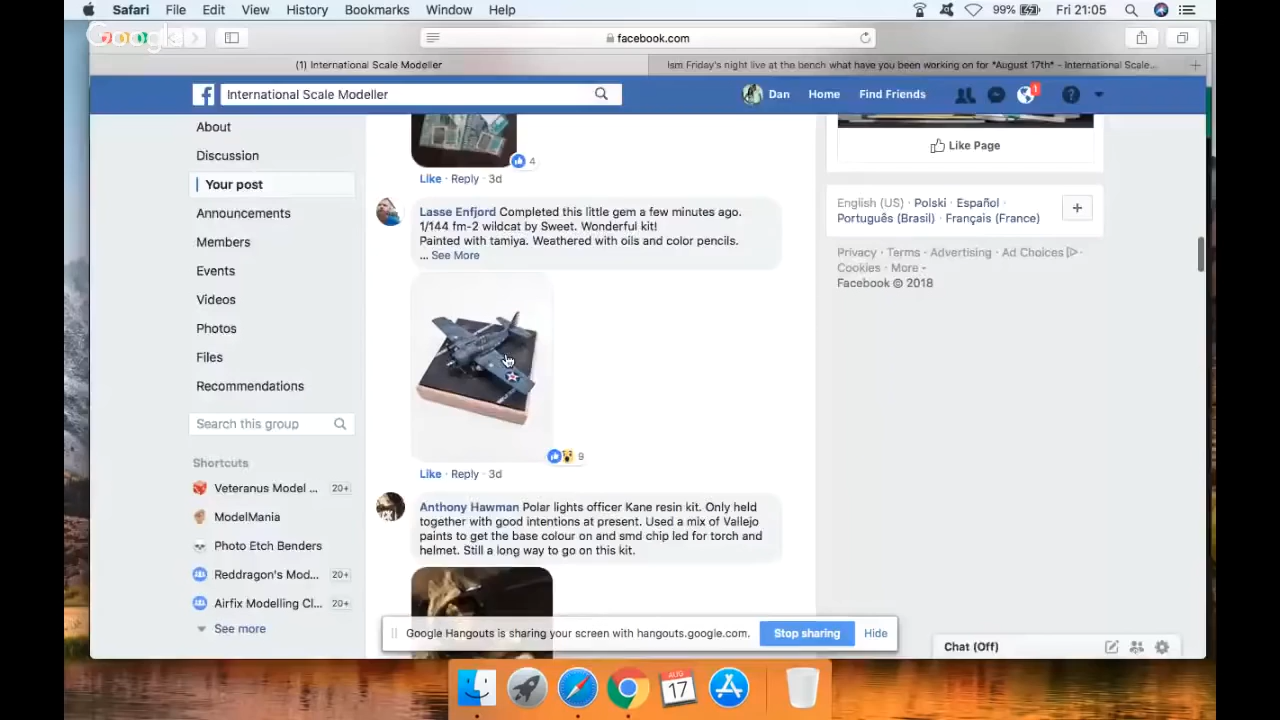 Safari File Edit View History Bookmarks Window Help 99% Fri 21:05
Google
facebook.com
(1) International Scale Modeller
Ism Friday's night live at the bench what have you been working on for *August 17th* - International Scale...
International Scale Modeller
Dan Home Find Friends 1
About
Discussion
Your post
Announcements
Members
Events
Videos
Photos
Files
Recommendations
Search this group
Shortcuts
Veteranus Model ... 20+
ModelMania
Photo Etch Benders
Reddragon's Mod... 20+
Airfix Modelling Cl... 20+
See more
4
Like · Reply · 3d
Lasse Enfjord Completed this little gem a few minutes ago.
1/144 fm-2 wildcat by Sweet. Wonderful kit!
Painted with tamiya. Weathered with oils and color pencils.
... See More
9
Like · Reply · 3d
Anthony Hawman Polar lights officer Kane resin kit. Only held
together with good intentions at present. Used a mix of Vallejo
paints to get the base colour on and smd chip led for torch and
helmet. Still a long way to go on this kit.
Like Page
English (US) · Polski · Español ·
Português (Brasil) · Français (France)
Privacy · Terms · Advertising · Ad Choices ·
Cookies · More
Facebook © 2018
Google Hangouts is sharing your screen with hangouts.google.com. Stop sharing Hide
Chat (Off)
AUG
17